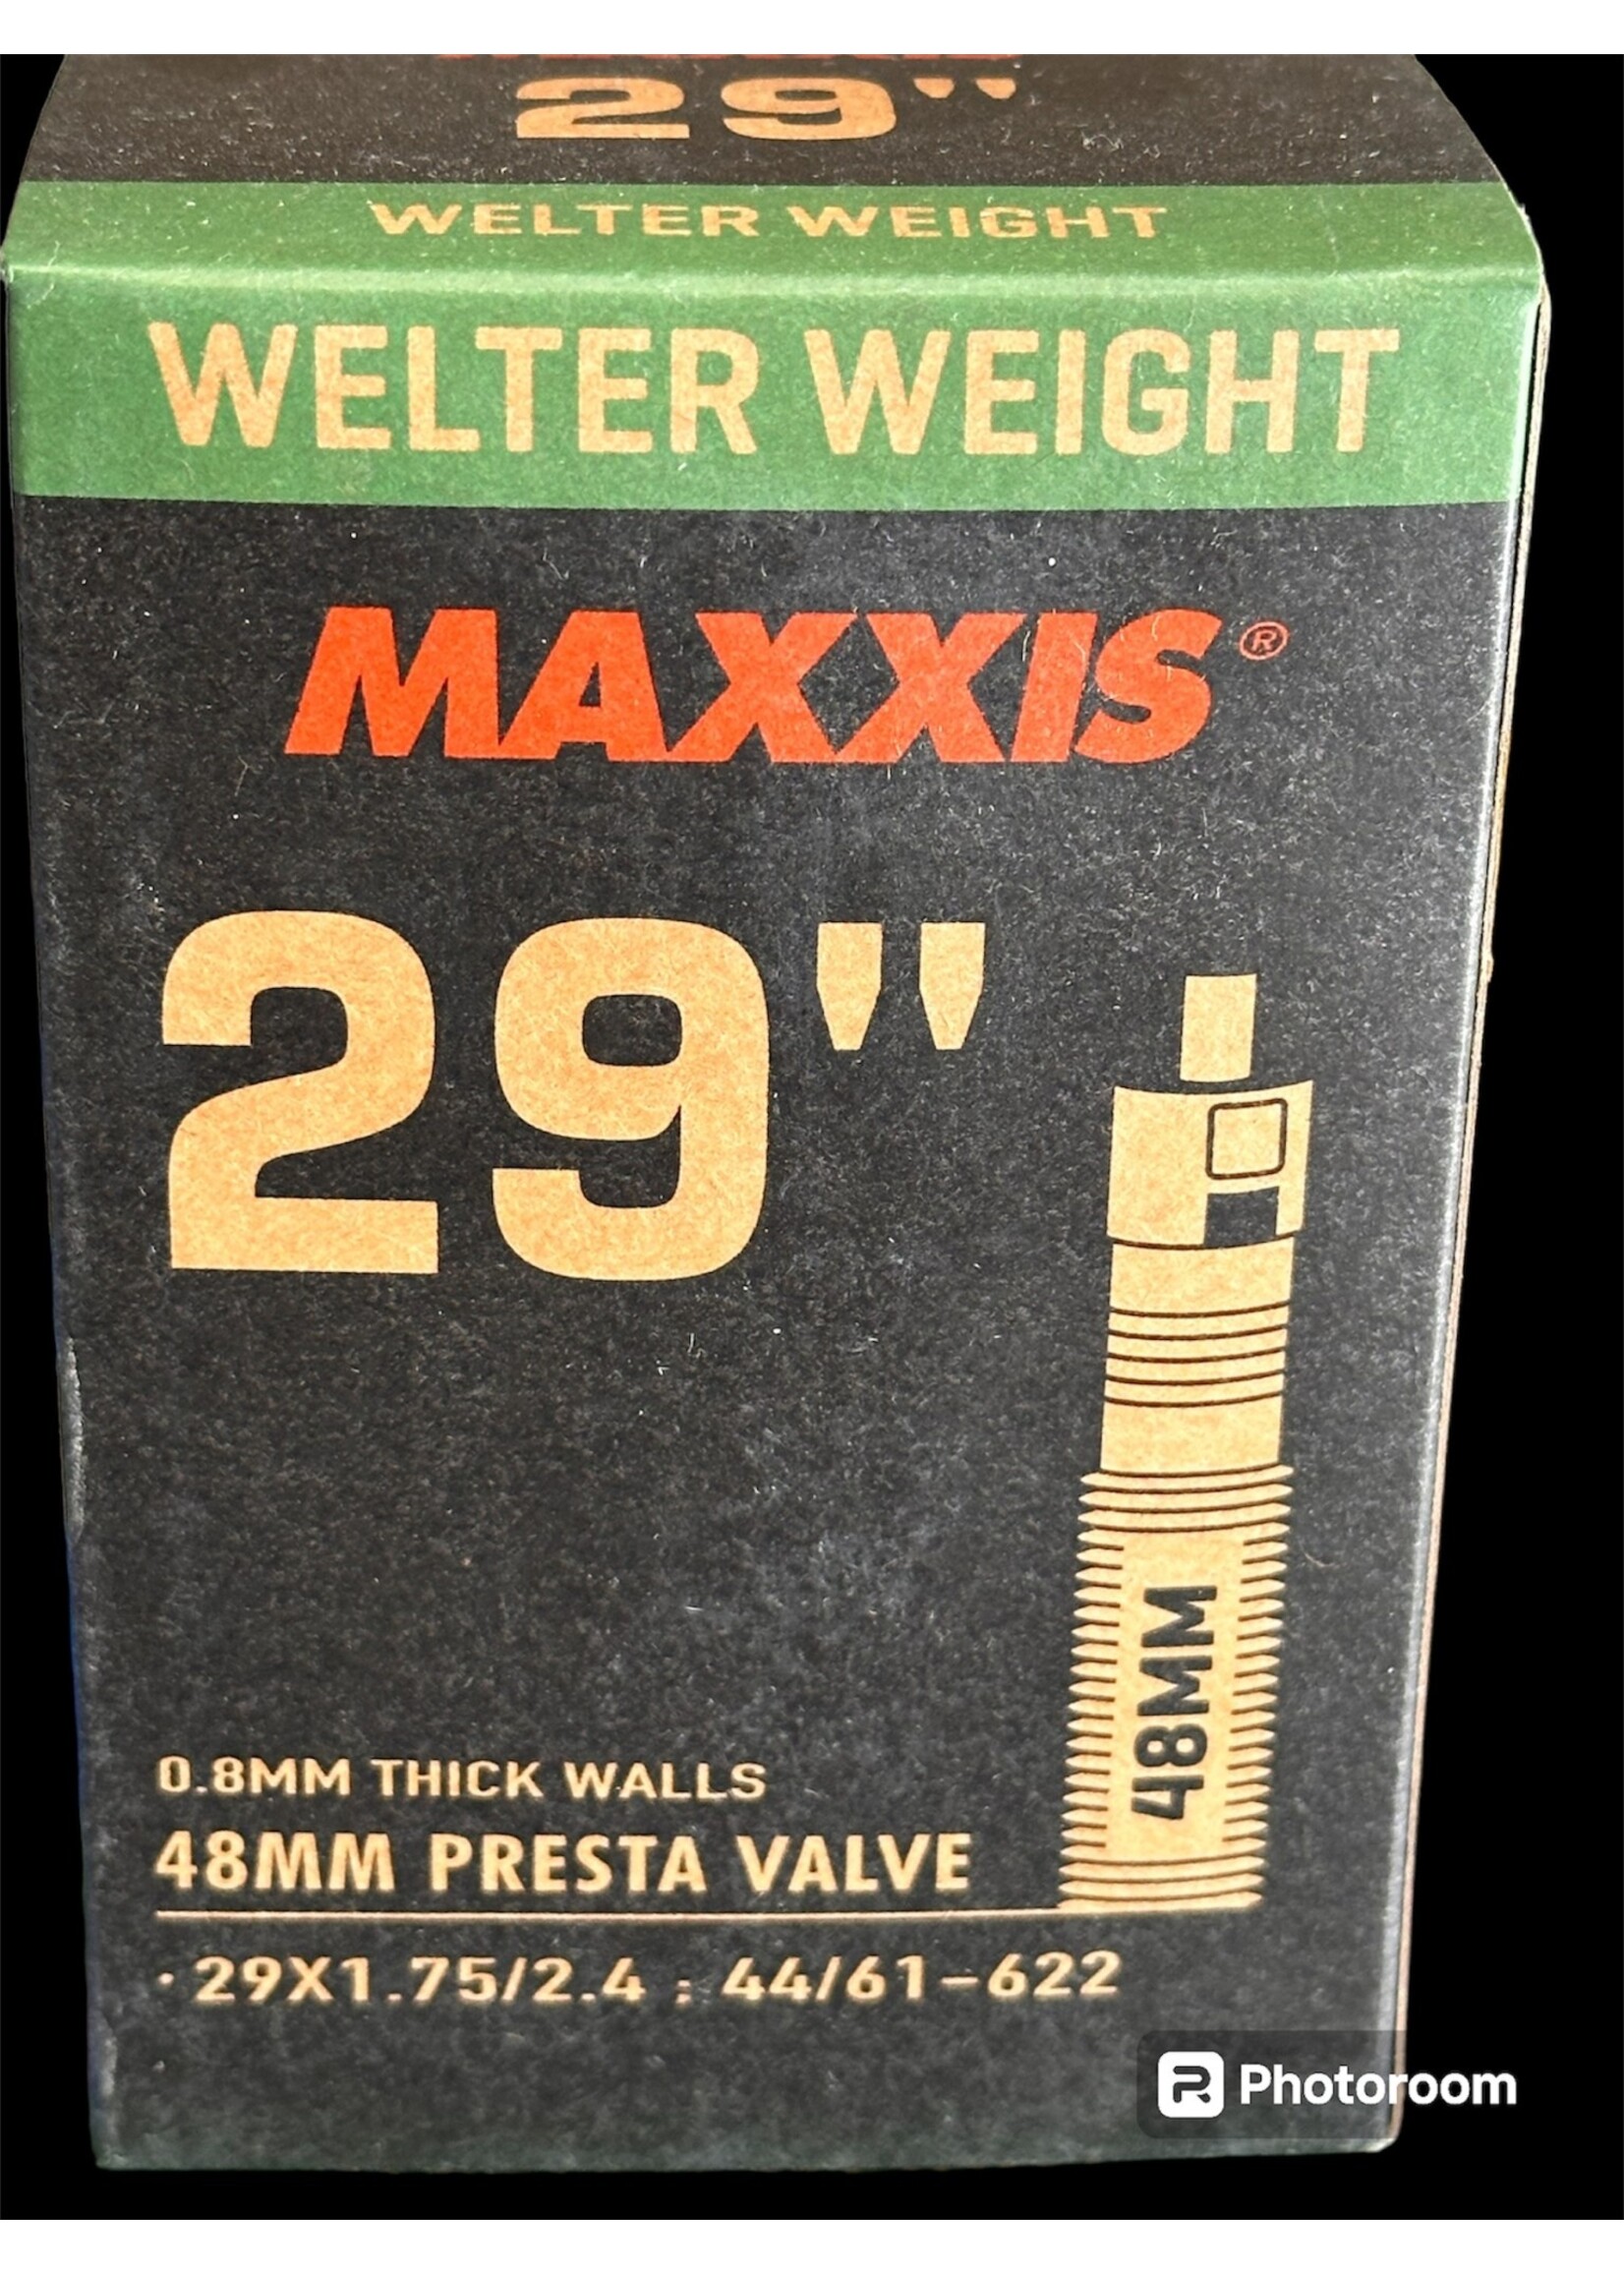 29"
WELTER WEIGHT
WELTER WEIGHT
MAXXIS®
29"
48MM
0.8MM THICK WALLS
48MM PRESTA VALVE
· 29X1.75/2.4 ; 44/61-622
Photoroom